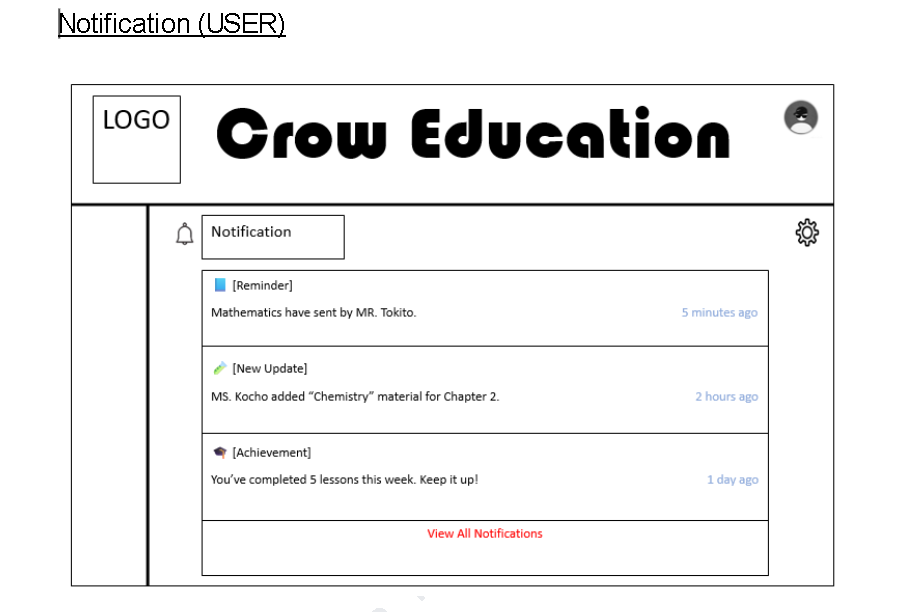 Notification (USER)
LOGO
Crow Education
Notification
[Reminder]
Mathematics have sent by MR. Tokito.
5 minutes ago
[New Update]
MS. Kocho added “Chemistry” material for Chapter 2.
2 hours ago
[Achievement]
You’ve completed 5 lessons this week. Keep it up!
1 day ago
View All Notifications